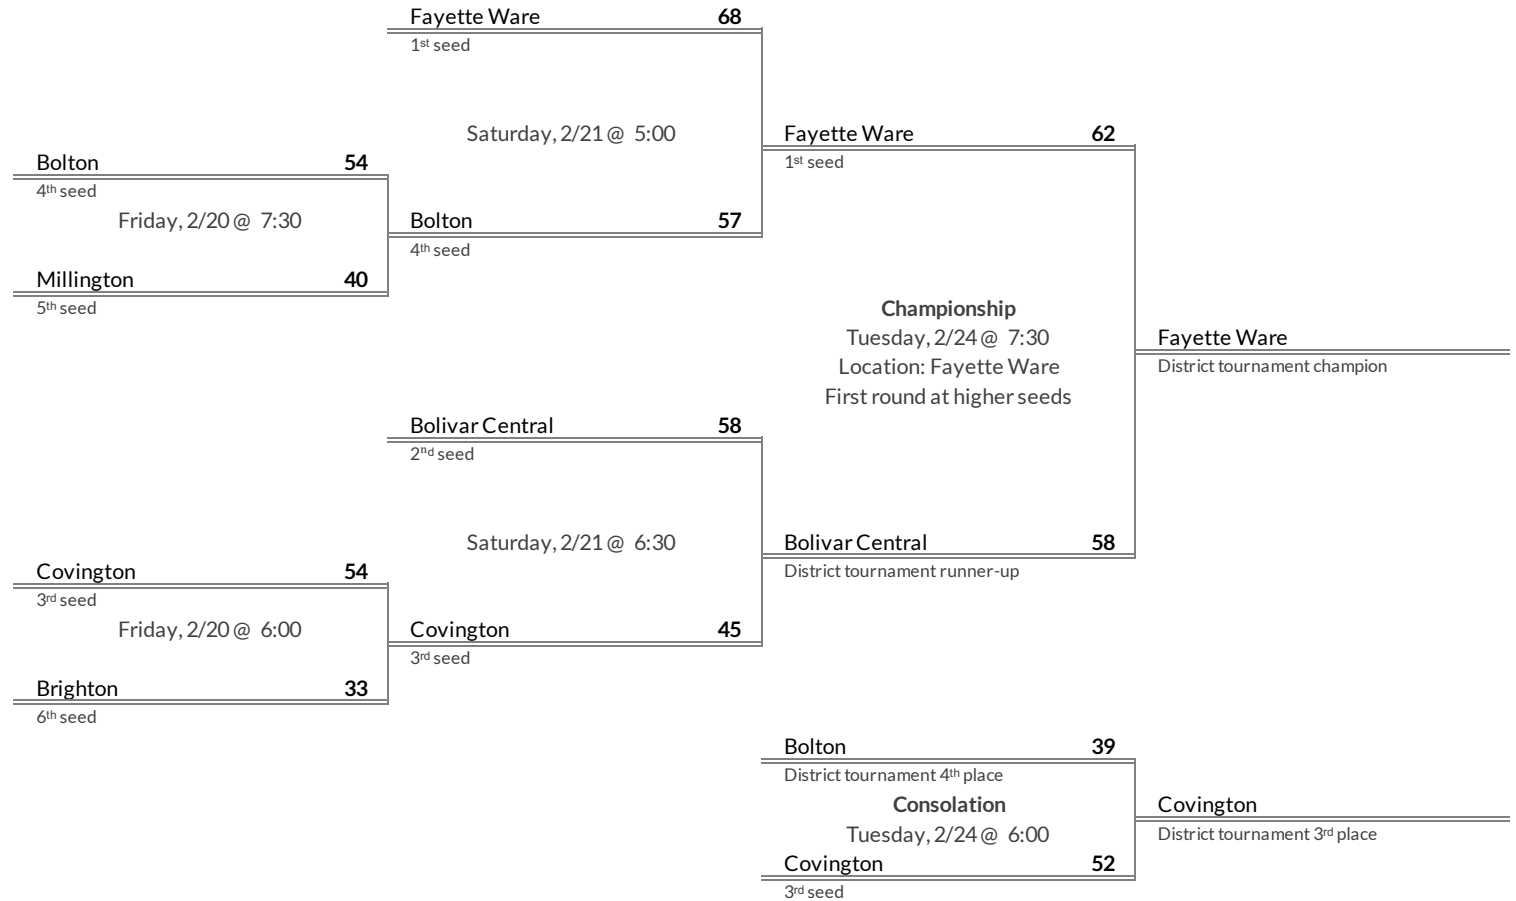 Fayette Ware 68
1st seed
Saturday, 2/21 @ 5:00
Fayette Ware 62
1st seed
Bolton 54
4th seed
Friday, 2/20 @ 7:30
Bolton 57
4th seed
Millington 40
5th seed
Championship
Tuesday, 2/24 @ 7:30
Location: Fayette Ware
First round at higher seeds
Fayette Ware
District tournament champion
Bolivar Central 58
2nd seed
Saturday, 2/21 @ 6:30
Bolivar Central 58
District tournament runner-up
Covington 54
3rd seed
Friday, 2/20 @ 6:00
Covington 45
3rd seed
Brighton 33
6th seed
Bolton 39
District tournament 4th place
Consolation
Tuesday, 2/24 @ 6:00
Covington
District tournament 3rd place
Covington 52
3rd seed